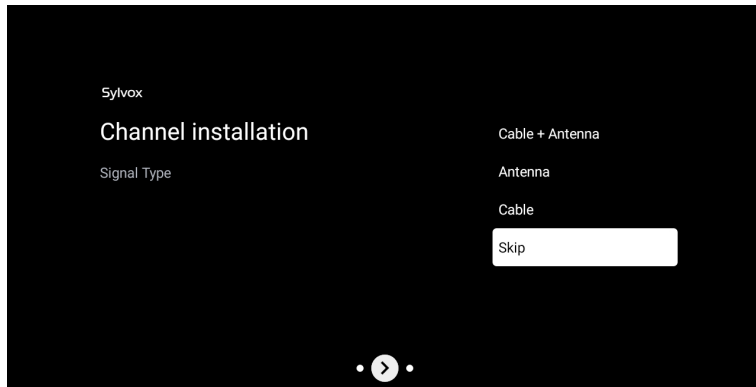 Sylvox
Channel installation
Signal Type
Cable + Antenna
Antenna
Cable
Skip